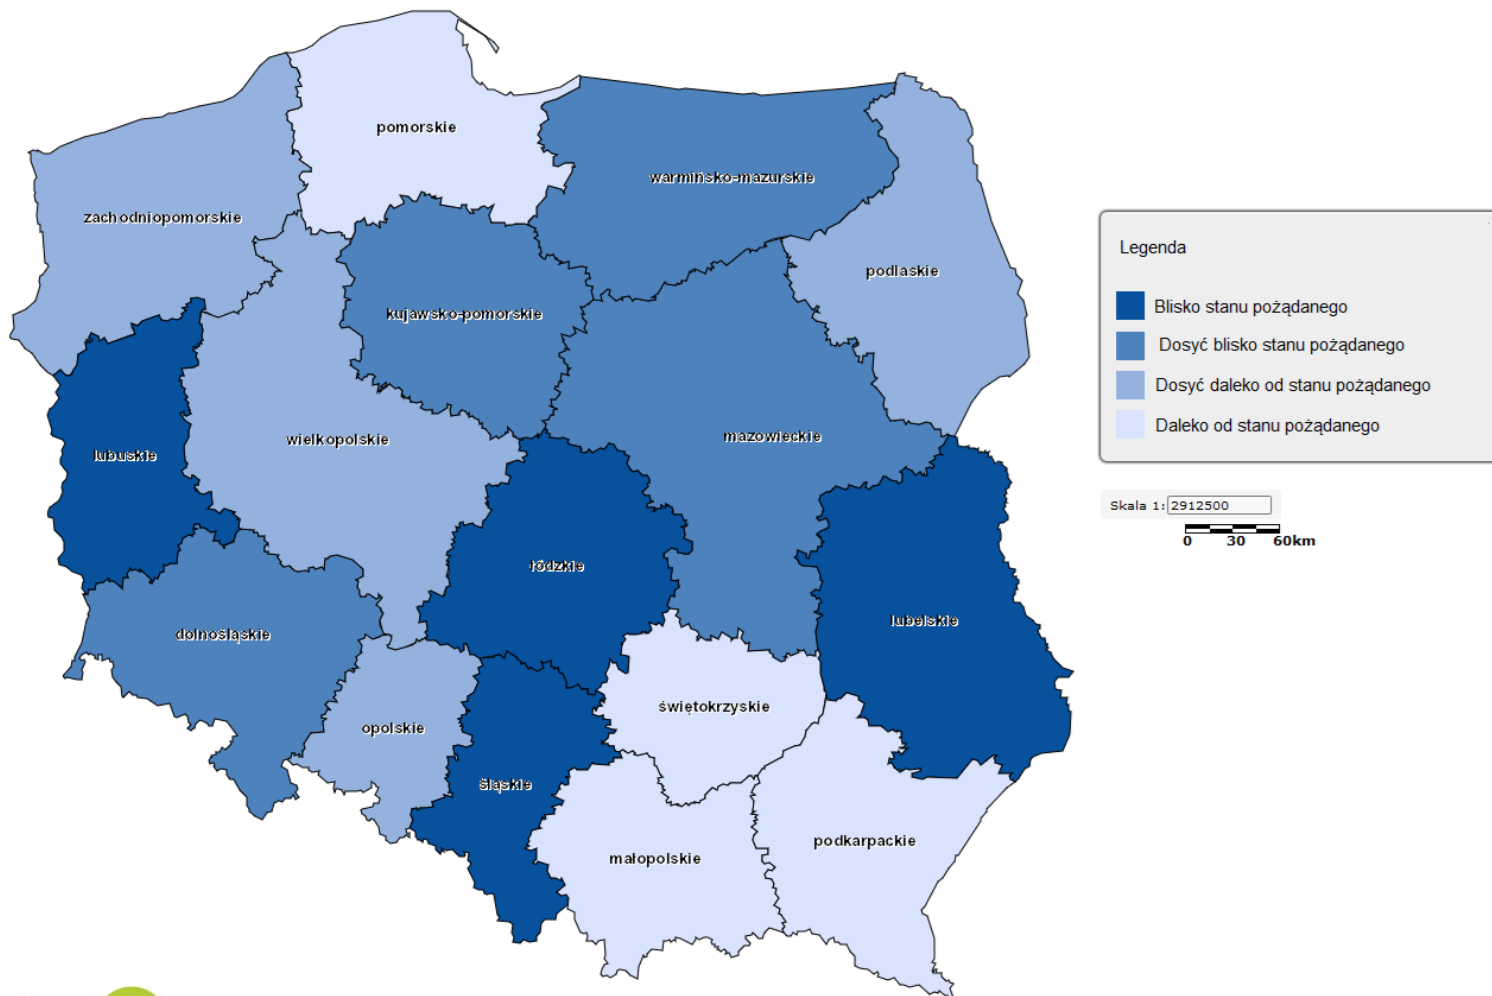 pomorskie
warmińsko-mazurskie
zachodniopomorskie
podlaskie
kujawsko-pomorskie
wielkopolskie
mazowieckie
lubuskie
łódzkie
lubelskie
dolnośląskie
świętokrzyskie
opolskie
śląskie
podkarpackie
małopolskie
Legenda
Blisko stanu pożądanego
Dosyć blisko stanu pożądanego
Dosyć daleko od stanu pożądanego
Daleko od stanu pożądanego
Skala 1: 2912500
0 30 60km